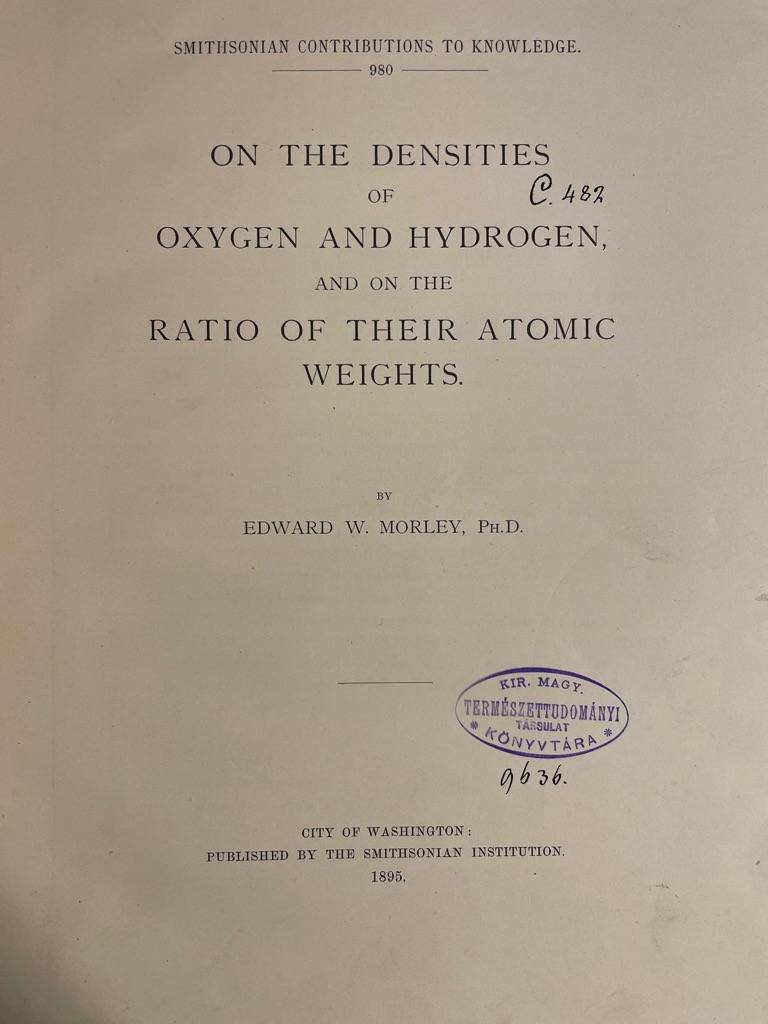 SMITHSONIAN CONTRIBUTIONS TO KNOWLEDGE.
980
ON THE DENSITIES
OF
C. 482
OXYGEN AND HYDROGEN,
AND ON THE
RATIO OF THEIR ATOMIC
WEIGHTS.
BY
EDWARD W. MORLEY, PH.D.
KIR. MAGY.
TERMÉSZETTUDOMÁNYI
TÁRSULAT
* KÖNYVTÁRA *
9636.
CITY OF WASHINGTON:
PUBLISHED BY THE SMITHSONIAN INSTITUTION.
1895.